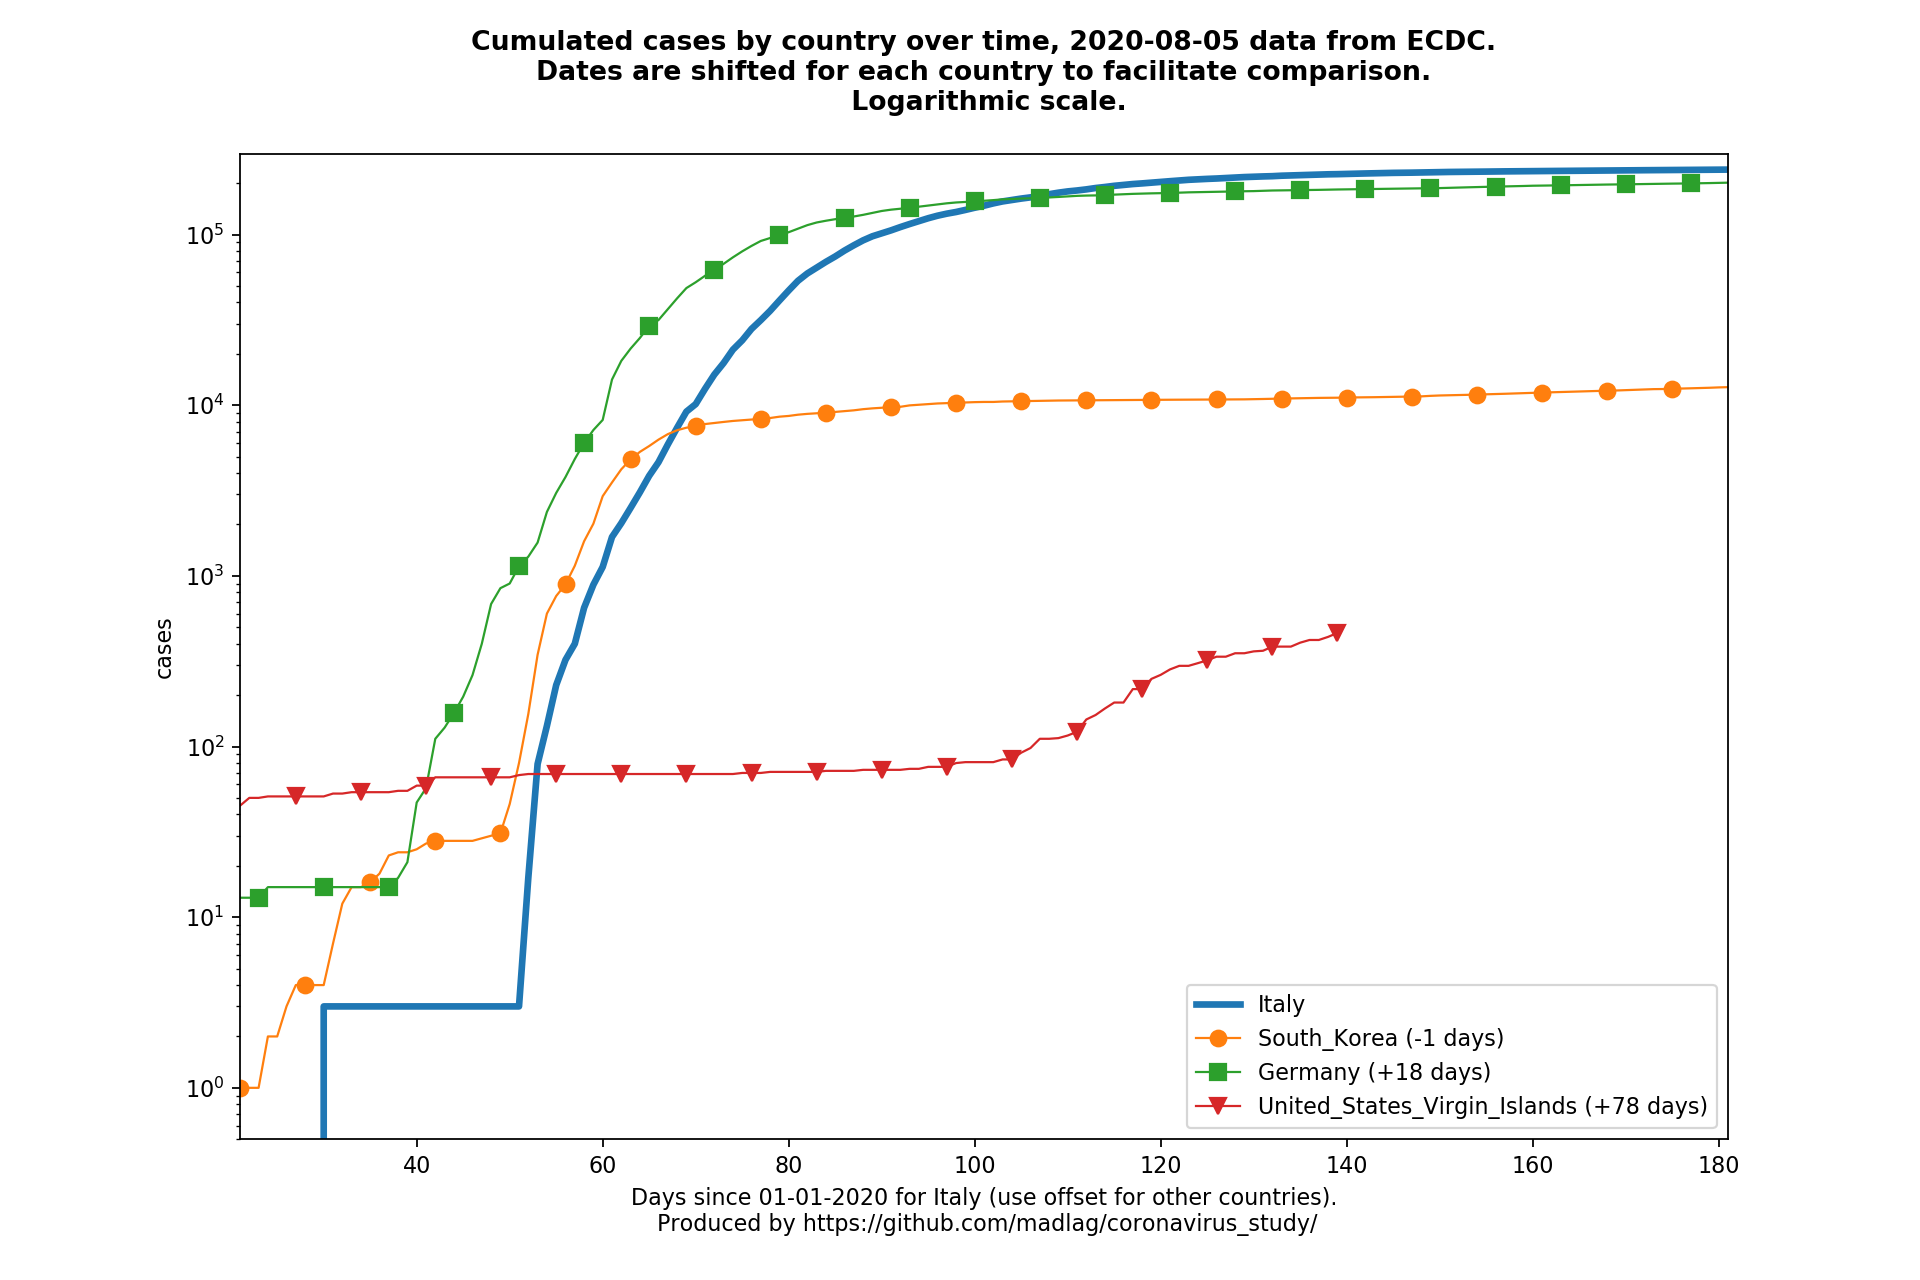 Cumulated cases by country over time, 2020-08-05 data from ECDC.
Dates are shifted for each country to facilitate comparison.
Logarithmic scale.
cases
10^5
10^4
10^3
10^2
10^1
10^0
Italy
South_Korea (-1 days)
Germany (+18 days)
United_States_Virgin_Islands (+78 days)
40 60 80 100 120 140 160 180
Days since 01-01-2020 for Italy (use offset for other countries).
Produced by https://github.com/madlag/coronavirus_study/